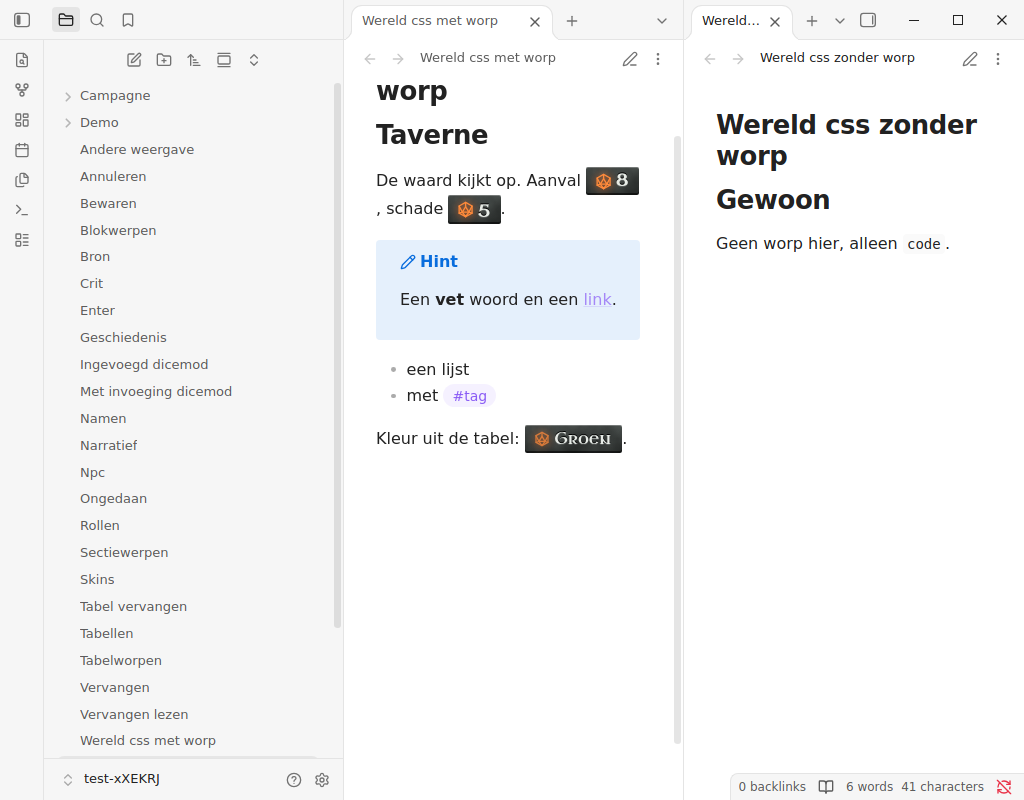 Wereld css met worp
Wereld...
Wereld css met worp
Wereld css zonder worp
Campagne
Demo
Andere weergave
Annuleren
Bewaren
Blokwerpen
Bron
Crit
Enter
Geschiedenis
Ingevoegd dicemod
Met invoeging dicemod
Namen
Narratief
Npc
Ongedaan
Rollen
Sectiewerpen
Skins
Tabel vervangen
Tabellen
Tabelworpen
Vervangen
Vervangen lezen
Wereld css met worp
test-xXEKRJ
worp
Taverne
De waard kijkt op. Aanval 8
, schade 5.
Hint
Een vet woord en een link.
een lijst
met #tag
Kleur uit de tabel: Groen.
Wereld css zonder
worp
Gewoon
Geen worp hier, alleen code.
0 backlinks 6 words 41 characters